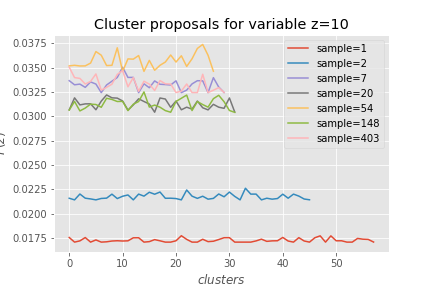 Cluster proposals for variable z=10
0.0375
0.0350
0.0325
0.0300
0.0275
0.0250
0.0225
0.0200
0.0175
sample=1
sample=2
sample=7
sample=20
sample=54
sample=148
sample=403
0 10 20 30 40 50
clusters